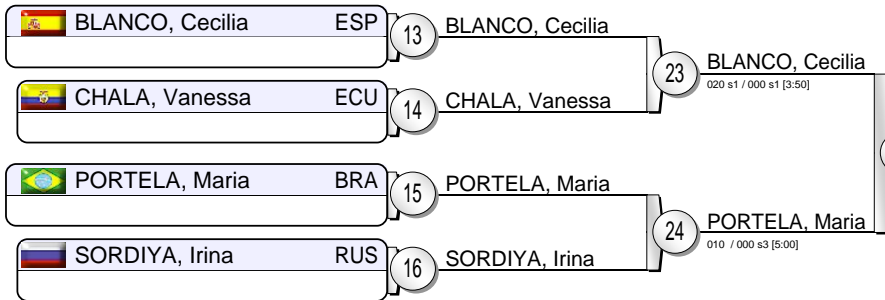 BLANCO, Cecilia ESP
13
BLANCO, Cecilia
CHALA, Vanessa ECU
14
CHALA, Vanessa
23
BLANCO, Cecilia
020 s1 / 000 s1 [3:50]
PORTELA, Maria BRA
15
PORTELA, Maria
SORDIYA, Irina RUS
16
SORDIYA, Irina
24
PORTELA, Maria
010 / 000 s3 [5:00]